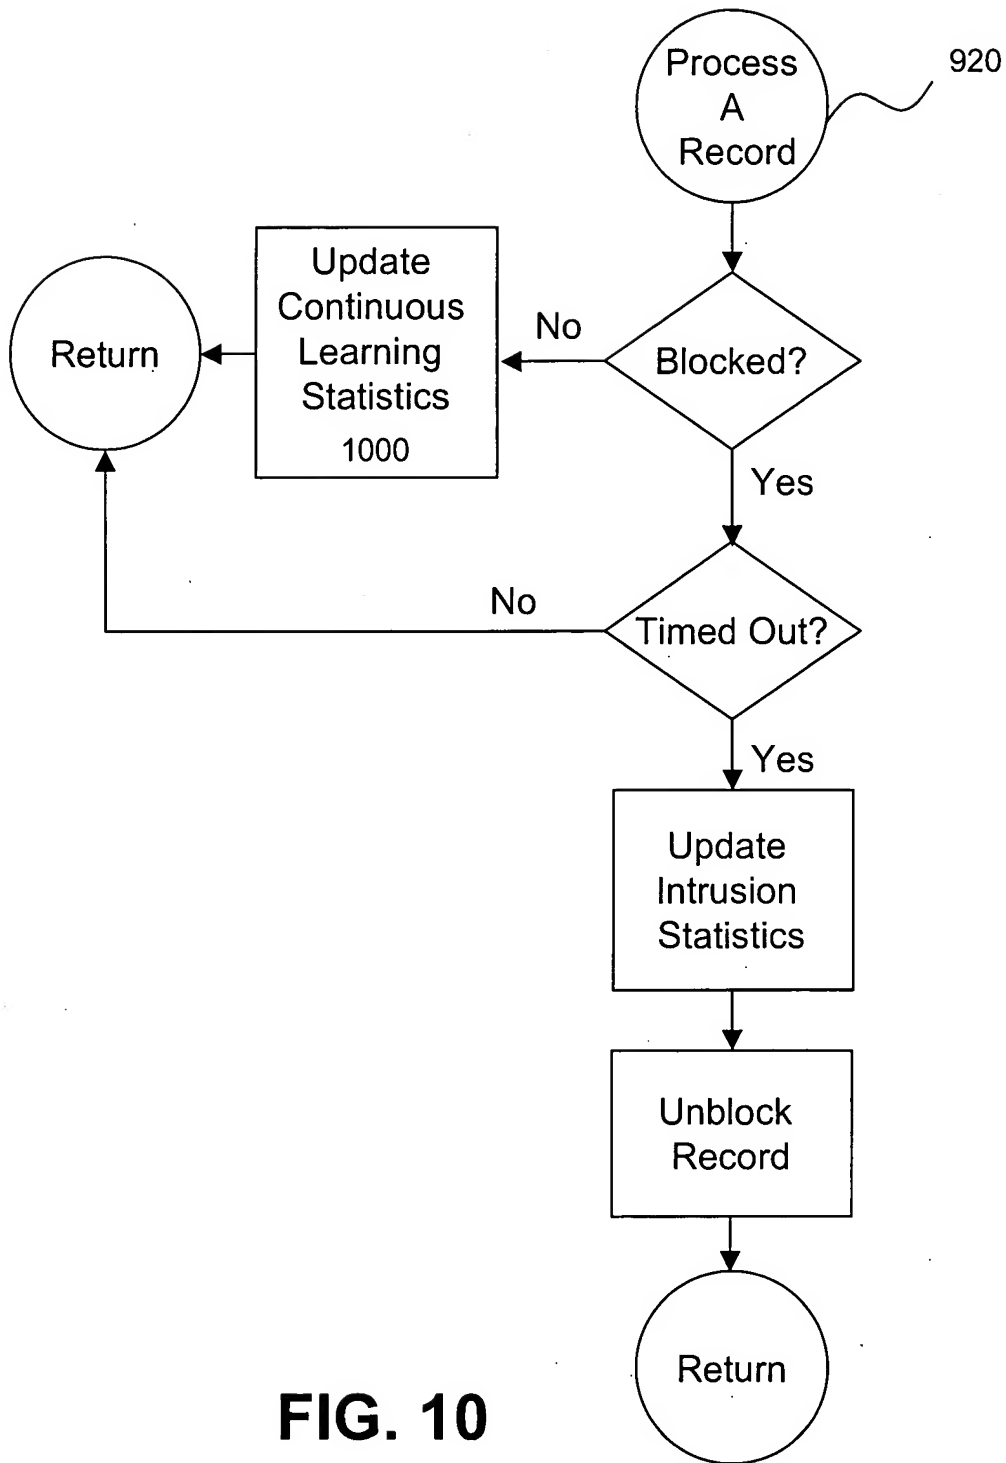 Process
A
Record
920
Update
Continuous
Learning
Statistics
1000
Return
No
Blocked?
Yes
No
Timed Out?
Yes
Update
Intrusion
Statistics
Unblock
Record
Return
FIG. 10